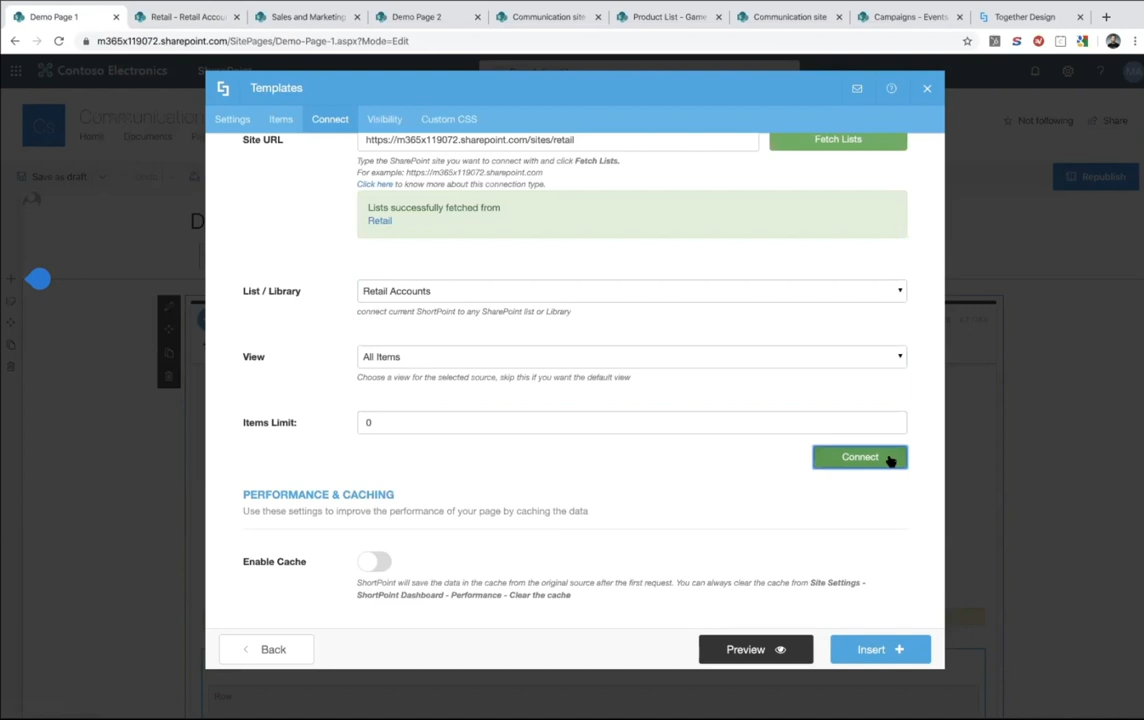 Demo Page 1
Retail - Retail Accou
Sales and Marketing
Demo Page 2
Communication site
Product List - Game
Communication site
Campaigns - Events
Together Design
m365x119072.sharepoint.com/SitePages/Demo-Page-1.aspx?Mode=Edit
Contoso Electronics
SharePoint
Cs
Communication
Home
Documents
Not following
Share
Save as draft
Undo
Republish
Templates
Settings
Items
Connect
Visibility
Custom CSS
Site URL
https://m365x119072.sharepoint.com/sites/retail
Fetch Lists
Type the SharePoint site you want to connect with and click Fetch Lists.
For example: https://m365x119072.sharepoint.com
Click here to know more about this connection type.
Lists successfully fetched from
Retail
List / Library
Retail Accounts
connect current ShortPoint to any SharePoint list or Library
View
All Items
Choose a view for the selected source, skip this if you want the default view
Items Limit:
0
Connect
PERFORMANCE & CACHING
Use these settings to improve the performance of your page by caching the data
Enable Cache
ShortPoint will save the data in the cache from the original source after the first request. You can always clear the cache from Site Settings -
ShortPoint Dashboard - Performance - Clear the cache
Back
Preview
Insert
Row